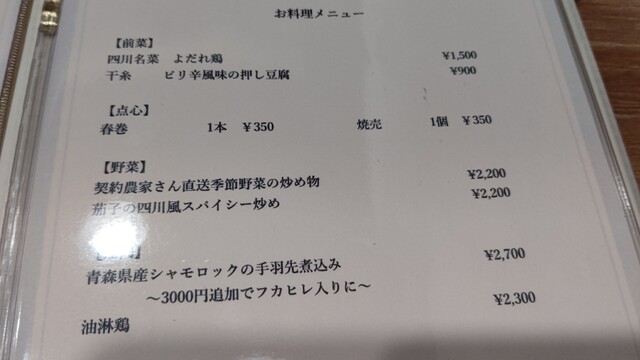 お料理メニュー
【前菜】
四川名菜 よだれ鶏 ¥1,500
干糸 ピリ辛風味の押し豆腐 ¥900
【点心】
春巻 1本 ¥350 焼売 1個 ¥350
【野菜】
契約農家さん直送季節野菜の炒め物 ¥2,200
茄子の四川風スパイシー炒め ¥2,200
青森県産シャモロックの手羽先煮込み ¥2,700
～3000円追加でフカヒレ入りに～
油淋鶏 ¥2,300